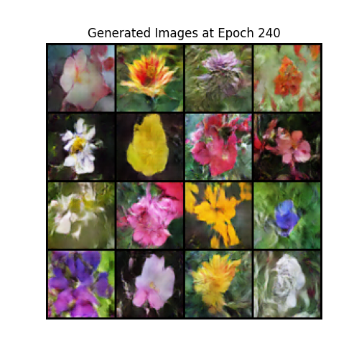 Generated Images at Epoch 240